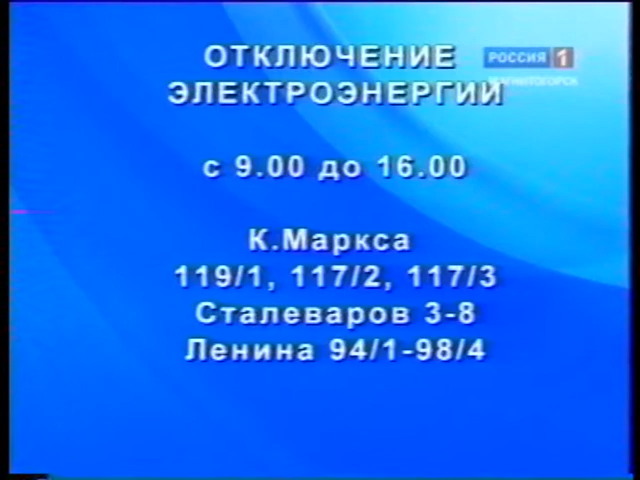 ОТКЛЮЧЕНИЕ
РОССИЯ 1
МАГНИТОГОРСК
ЭЛЕКТРОЭНЕРГИИ
с 9.00 до 16.00
К.Маркса
119/1, 117/2, 117/3
Сталеваров 3-8
Ленина 94/1-98/4